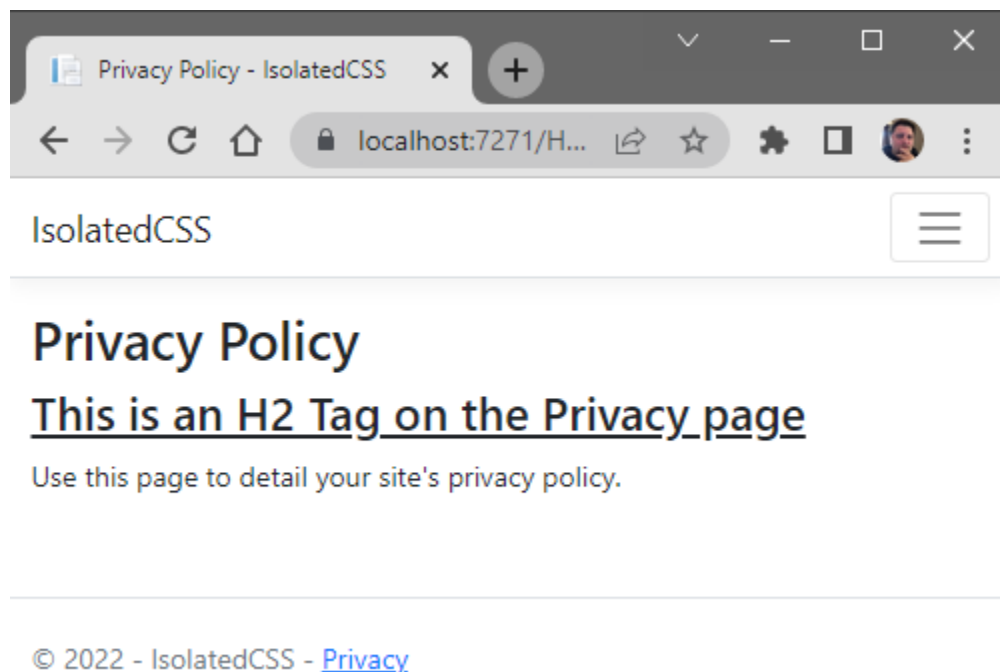 Privacy Policy - IsolatedCSS
localhost:7271/H...
IsolatedCSS
Privacy Policy
This is an H2 Tag on the Privacy page
Use this page to detail your site's privacy policy.
© 2022 - IsolatedCSS - Privacy